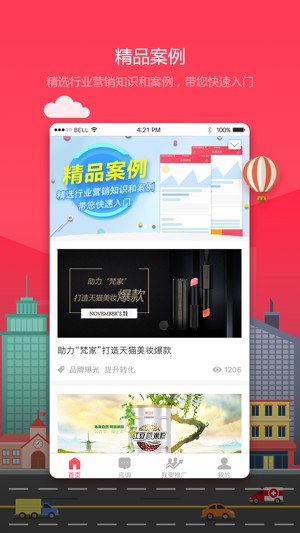 精品案例
精选行业营销知识和案例，带您快速入门
BELL
4:21 PM
精品案例
精选行业营销知识和案例
带您快速入门
助力“梵家”
打造天猫美妆爆款
NOVEMBER'S
助力“梵家”打造天猫美妆爆款
品牌曝光 提升转化
1206
首页
咨询
我要推广
我的